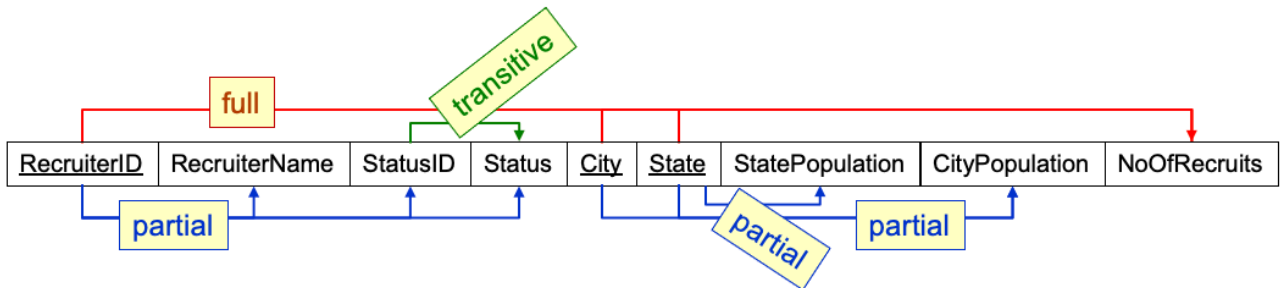 transitive
full
RecruiterID RecruiterName StatusID Status City State StatePopulation CityPopulation NoOfRecruits
partial partial partial